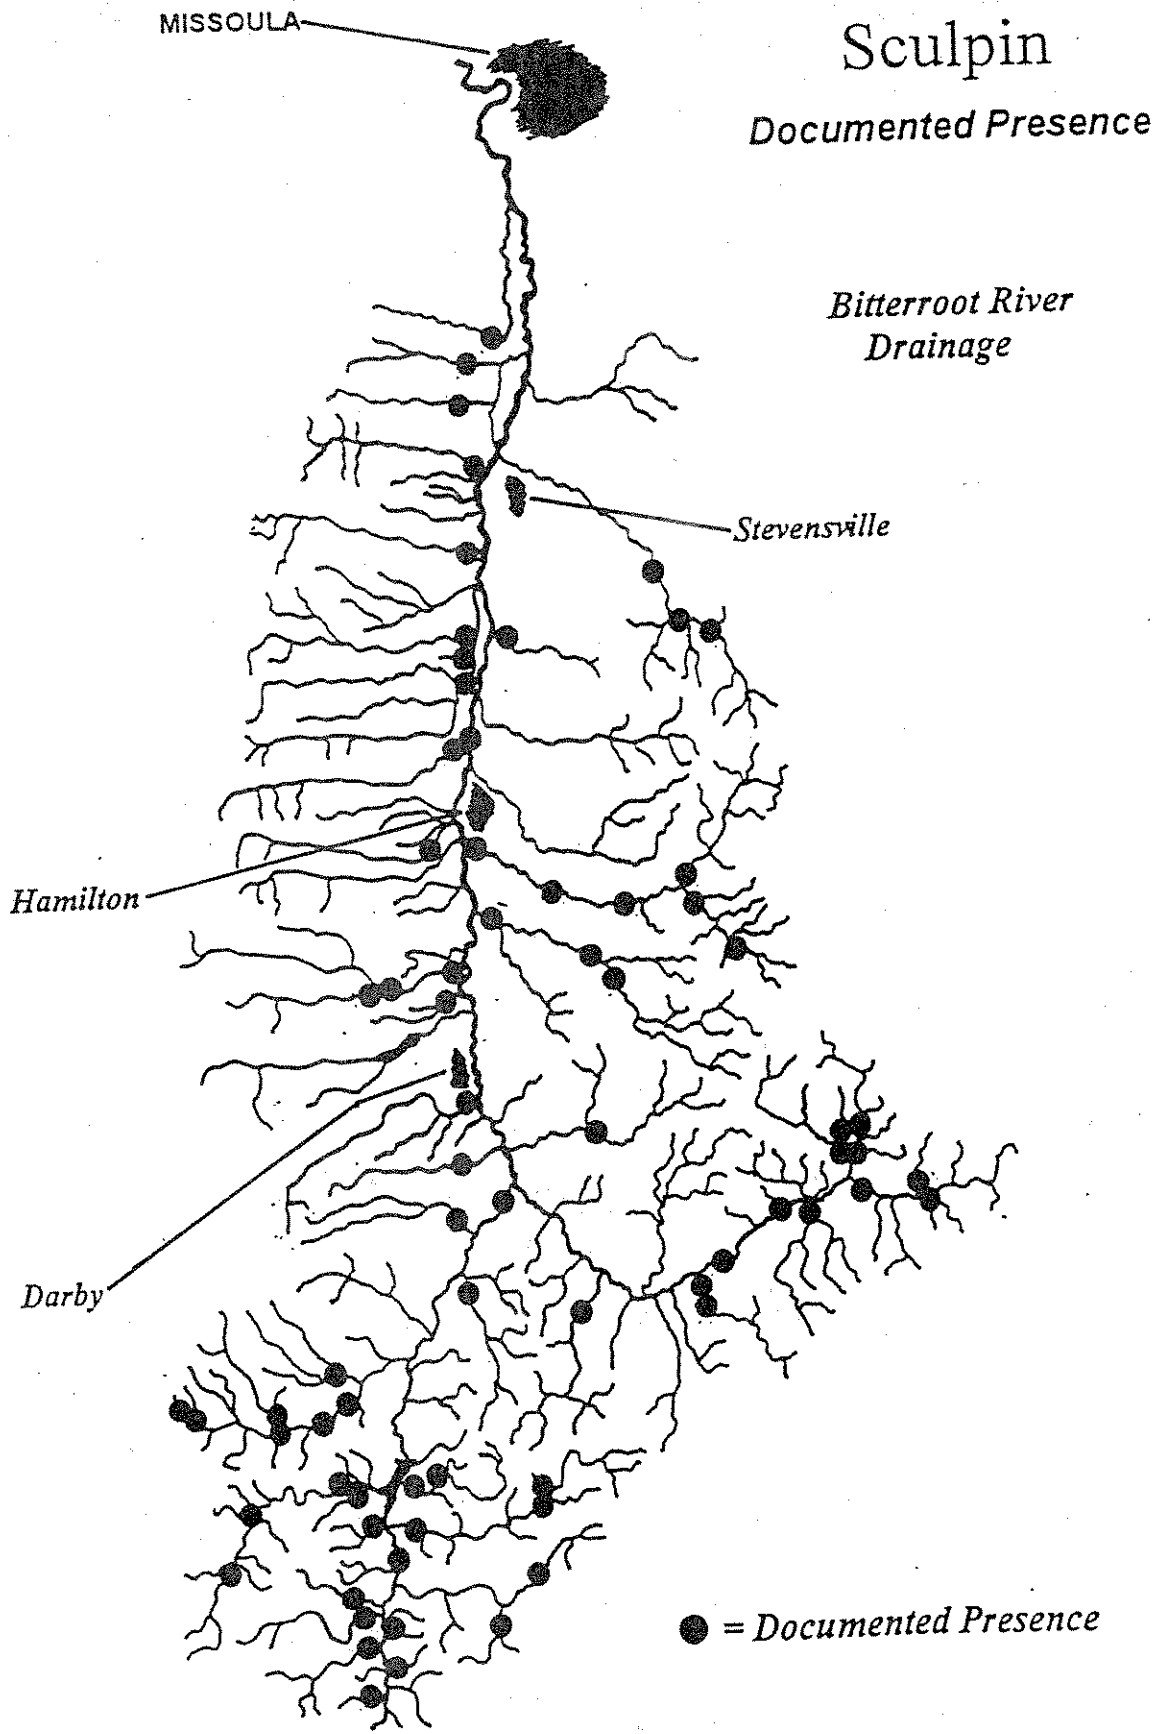 MISSOULA
Sculpin
Documented Presence
Bitterroot River
Drainage
Stevensville
Hamilton
Darby
= Documented Presence